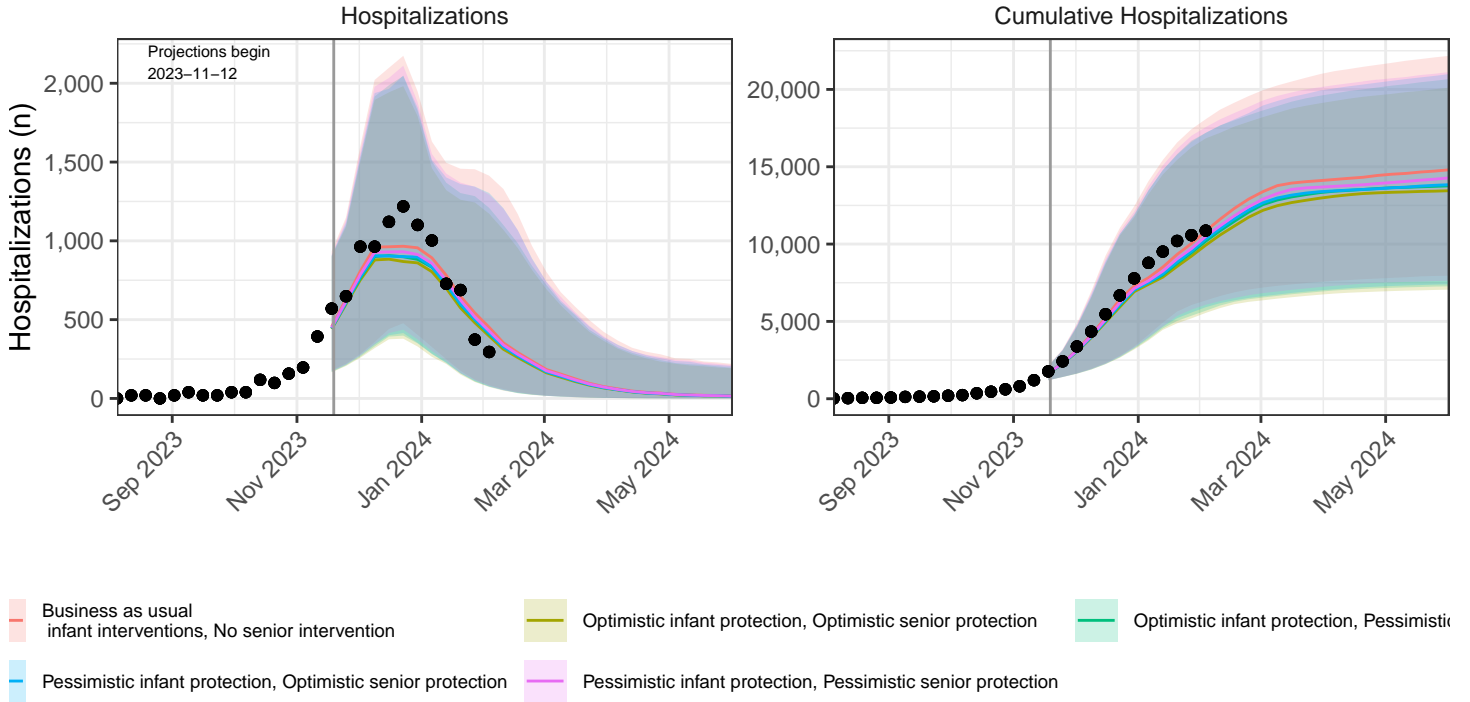 Hospitalizations
Cumulative Hospitalizations
Projections begin
2023−11−12
Hospitalizations (n)
2,000
1,500
1,000
500
0
Sep 2023
Nov 2023
Jan 2024
Mar 2024
May 2024
20,000
15,000
10,000
5,000
0
Sep 2023
Nov 2023
Jan 2024
Mar 2024
May 2024
Business as usual
infant interventions, No senior intervention
Optimistic infant protection, Optimistic senior protection
Optimistic infant protection, Pessimistic
Pessimistic infant protection, Optimistic senior protection
Pessimistic infant protection, Pessimistic senior protection